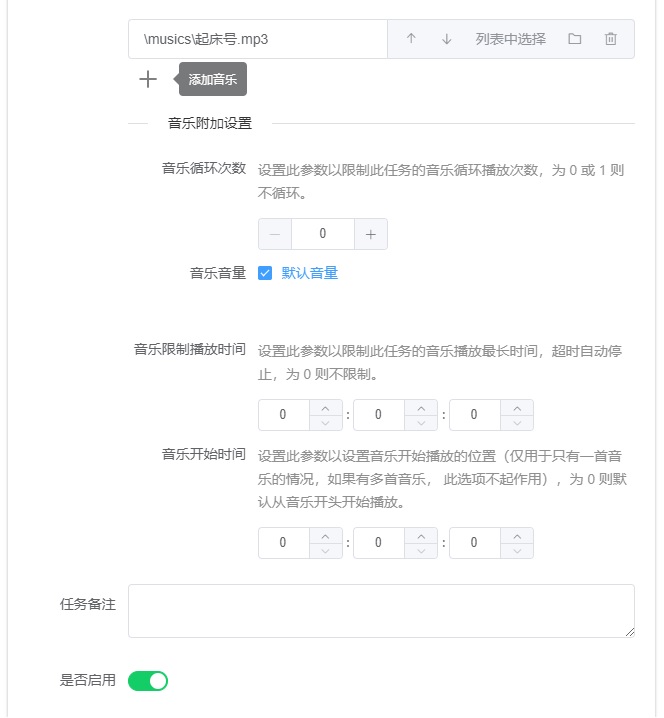 \musics\起床号.mp3 列表中选择
添加音乐
音乐附加设置
音乐循环次数 设置此参数以限制此任务的音乐循环播放次数，为 0 或 1 则
不循环。
0
音乐音量 默认音量
音乐限制播放时间 设置此参数以限制此任务的音乐播放最长时间，超时自动停
止，为 0 则不限制。
0 : 0 : 0
音乐开始时间 设置此参数以设置音乐开始播放的位置（仅用于只有一首音
乐的情况，如果有多首音乐， 此选项不起作用），为 0 则默
认从音乐开头开始播放。
0 : 0 : 0
任务备注
是否启用